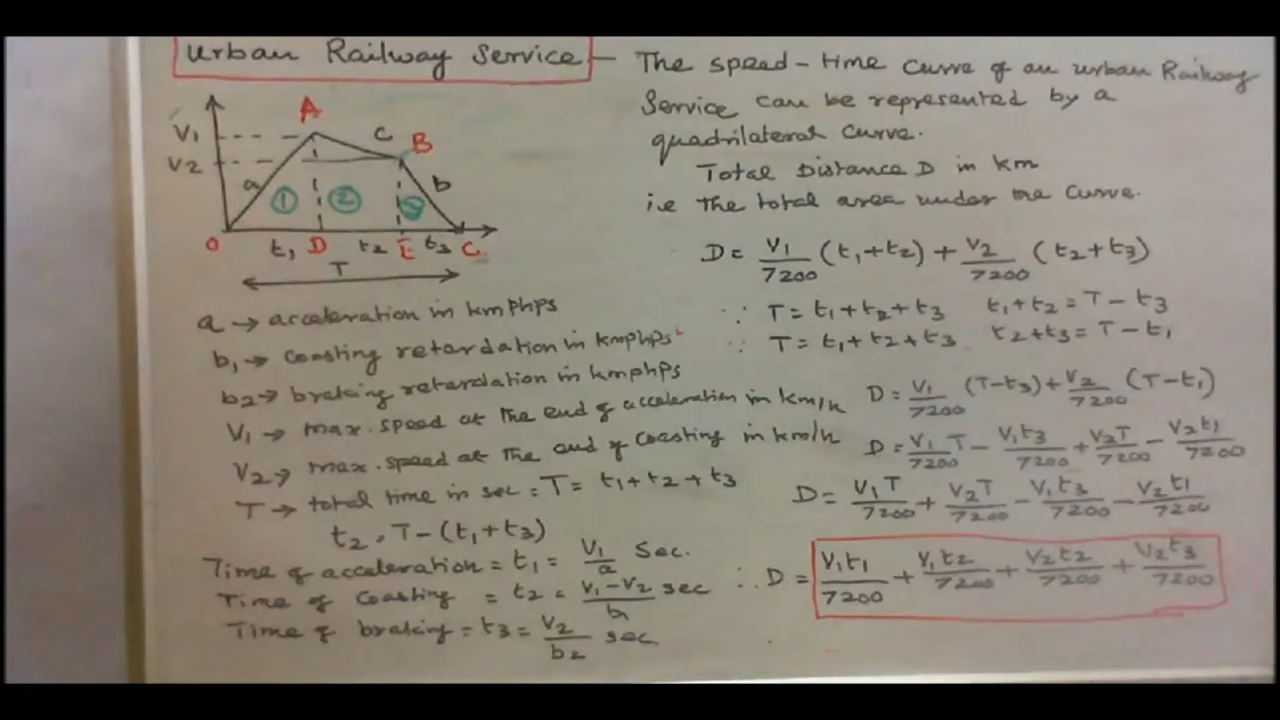 Urban Railway Service - The speed-time curve of an urban Railway
Service can be represented by a
quadrilateral curve.
Total Distance D in km
i.e the total area under the curve.
A
V1
C
B
V2
a
b
1
2
3
O
t1
D
t2
E
t3
C
T
D = V1/7200 (t1+t2) + V2/7200 (t2+t3)
∵ T = t1+t2+t3 t1+t2 = T-t3
∵ T = t1+t2+t3 t2+t3 = T-t1
D = V1/7200 (T-t3) + V2/7200 (T-t1)
D = V1/7200 T - V1t3/7200 + V2T/7200 - V2t1/7200
D = V1T/7200 + V2T/7200 - V1t3/7200 - V2t1/7200
∴ D = V1t1/7200 + V1t2/7200 + V2t2/7200 + V2t3/7200
a → acceleration in kmphps
b1 → coasting retardation in kmphps
b2 → braking retardation in kmphps
V1 → max. speed at the end of acceleration in km/h
V2 → max. speed at the end of coasting in km/h
T → total time in sec = T = t1+t2+t3
t2 = T-(t1+t3)
Time of acceleration = t1 = V1/a sec.
Time of coasting = t2 = V1-V2/b1 sec
Time of braking = t3 = V2/b2 sec.